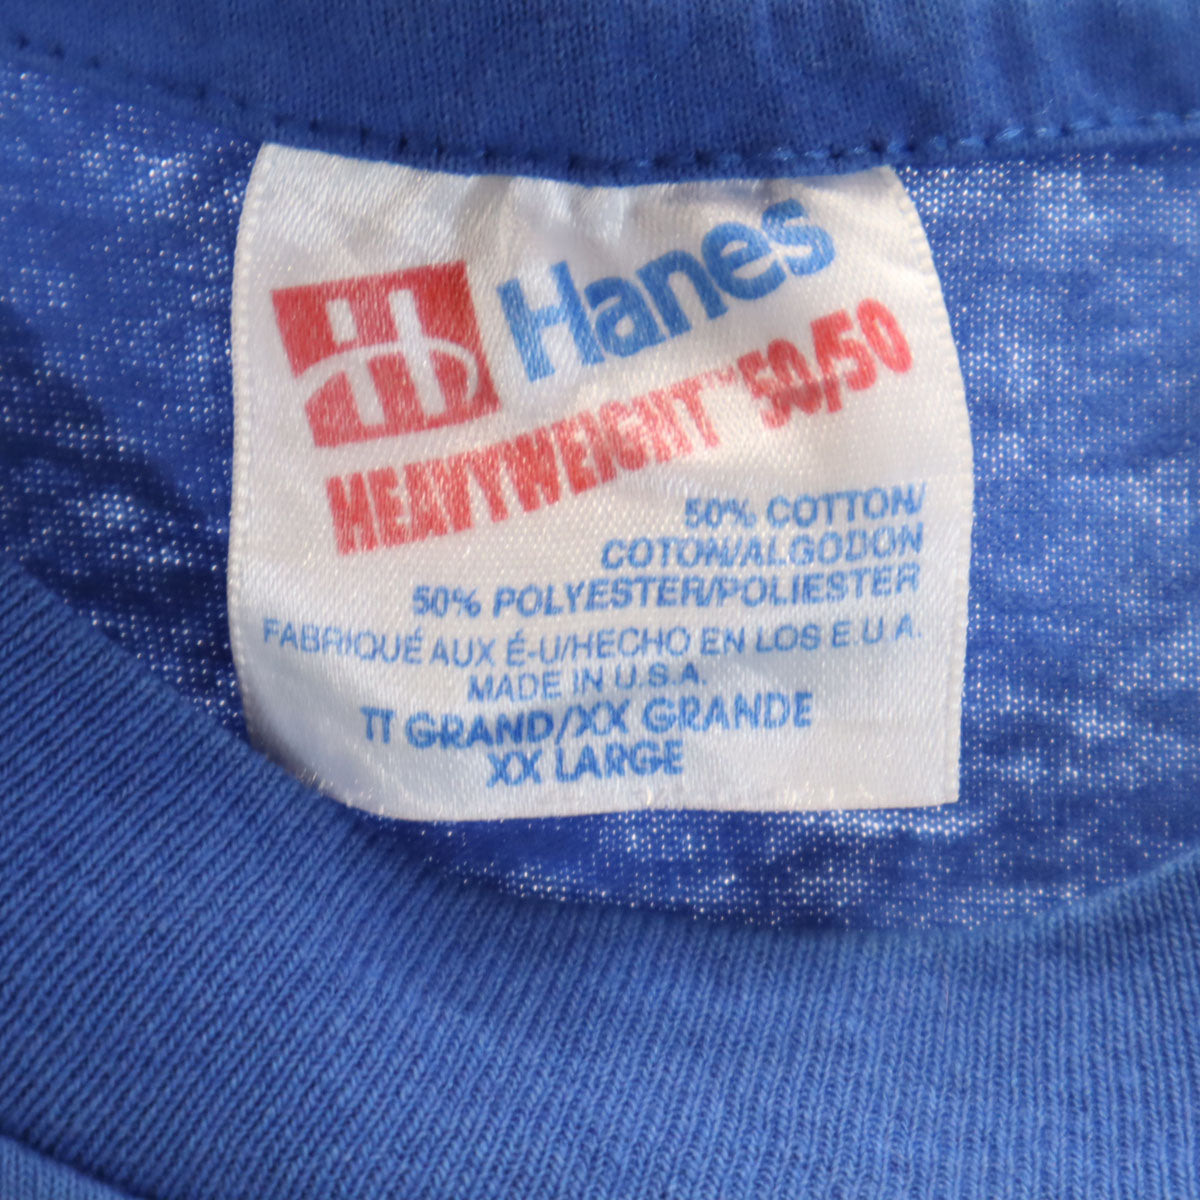 Hanes
HEAVYWEIGHT™ 50/50
50% COTTON/
COTON/ALGODON
50% POLYESTER/POLIESTER
FABRIQUÉ AUX É-U/HECHO EN LOS E.U.A.
MADE IN U.S.A.
TT GRAND/XX GRANDE
XX LARGE